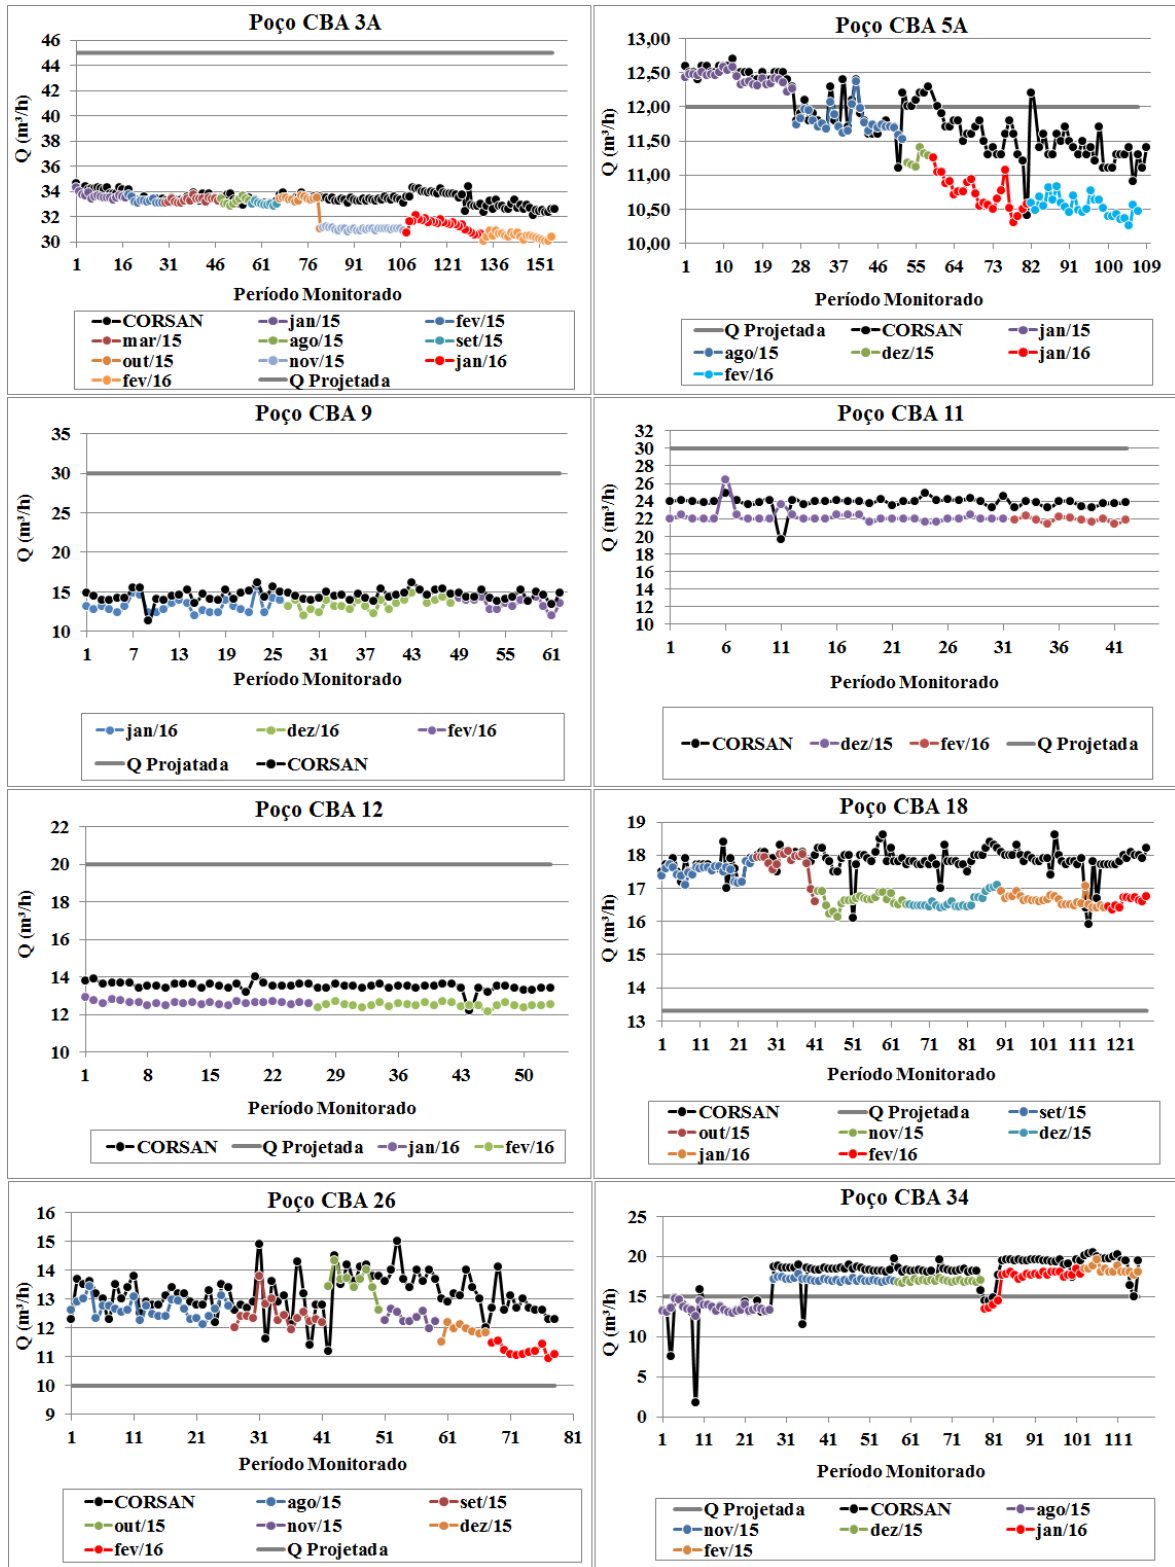 Poço CBA 3A
46
44
42
40
38
36
34
32
30
Q (m³/h)
1 16 31 46 61 76 91 106 121 136 151
Período Monitorado
CORSAN jan/15 fev/15
mar/15 ago/15 set/15
out/15 nov/15 jan/16
fev/16 Q Projetada
Poço CBA 5A
13,00
12,50
12,00
11,50
11,00
10,50
10,00
Q (m³/h)
1 10 19 28 37 46 55 64 73 82 91 100 109
Período Monitorado
Q Projetada CORSAN jan/15
ago/15 dez/15 jan/16
fev/16
Poço CBA 9
35
30
25
20
15
10
Q (m³/h)
1 7 13 19 25 31 37 43 49 55 61
Período Monitorado
jan/16 dez/16 fev/16
Q Projatada CORSAN
Poço CBA 11
32
30
28
26
24
22
20
18
16
14
12
10
Q (m³/h)
1 6 11 16 21 26 31 36 41
Período Monitorado
CORSAN dez/15 fev/16 Q Projetada
Poço CBA 12
22
20
18
16
14
12
10
Q (m³/h)
1 8 15 22 29 36 43 50
Período Monitorado
CORSAN Q Projetada jan/16 fev/16
Poço CBA 18
19
18
17
16
15
14
13
Q (m³/h)
1 11 21 31 41 51 61 71 81 91 101 111 121
Período Monitorado
CORSAN Q Projetada set/15
out/15 nov/15 dez/15
jan/16 fev/16
Poço CBA 26
16
15
14
13
12
11
10
9
Q (m³/h)
1 11 21 31 41 51 61 71 81
Período Monitorado
CORSAN ago/15 set/15
out/15 nov/15 dez/15
fev/16 Q Projetada
Poço CBA 34
25
20
15
10
5
0
Q (m³/h)
1 11 21 31 41 51 61 71 81 91 101 111
Período Monitorado
Q Projetada CORSAN ago/15
nov/15 dez/15 jan/16
fev/15